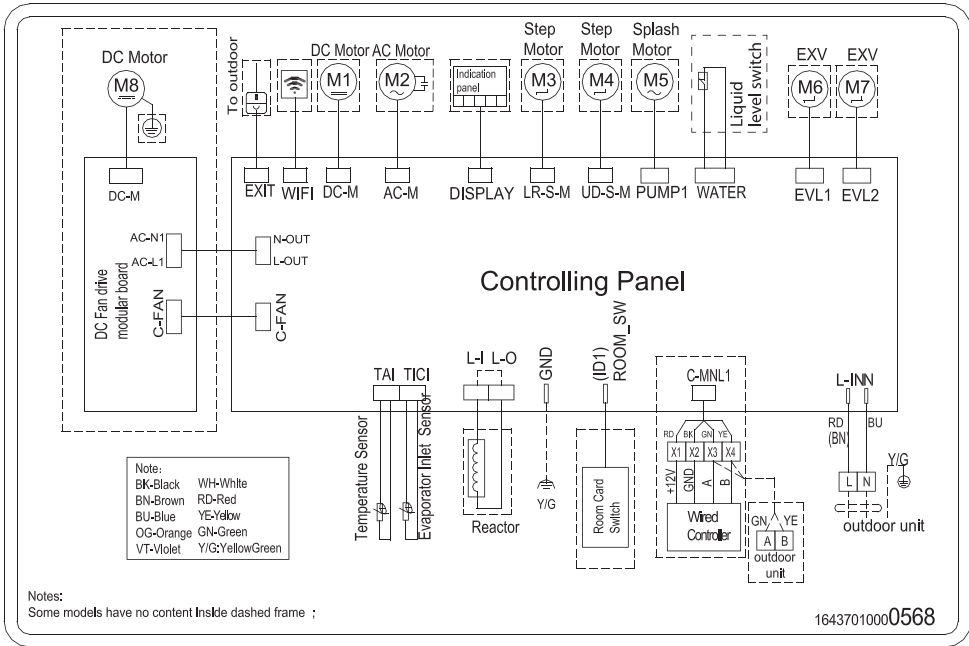 DC Motor
M8
DC-M
AC-N1
AC-L1
C-FAN
DC Fan drive
modular board
To outdoor
EXIT
WIFI
DC Motor
M1
DC-M
AC Motor
M2
AC-M
Indication
panel
DISPLAY
Step
Motor
M3
LR-S-M
Step
Motor
M4
UD-S-M
Splash
Motor
M5
PUMP1
Liquid
level switch
WATER
EXV
M6
EVL1
EXV
M7
EVL2
N-OUT
L-OUT
C-FAN
Controlling Panel
TAI
Temperature Sensor
TICI
Evaporator Inlet Sensor
L-I L-O
Reactor
GND
Y/G
(ID1)
ROOM_SW
Room Card
Switch
C-MNL1
RD BK GN YE
X1 X2 X3 X4
+12V
GND
A
B
Wired
Controller
GN YE
A B
outdoor
unit
L-INN
RD
(BN)
BU
Y/G
L N
outdoor unit
Note:
BK-Black WH-White
BN-Brown RD-Red
BU-Blue YE-Yellow
OG-Orange GN-Green
VT-Violet Y/G:YellowGreen
Notes:
Some models have no content Inside dashed frame ;
16437010000568